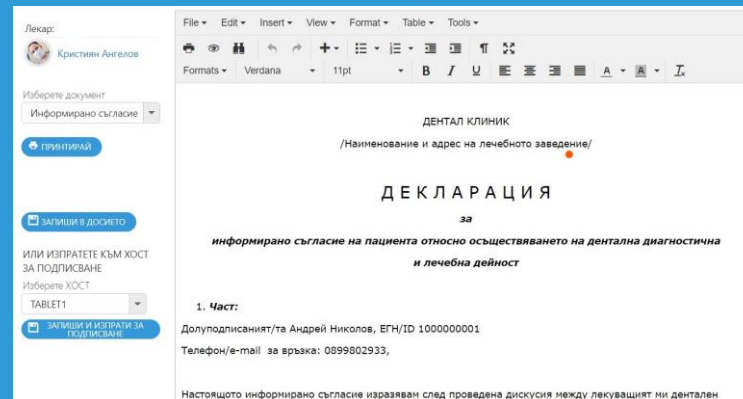 Лекар:
Кристиян Ангелов
Изберете документ
Информирано съгласие
ПРИНТИРАЙ
ЗАПИШИ В ДОСИЕТО
ИЛИ ИЗПРАТЕТЕ КЪМ ХОСТ
ЗА ПОДПИСВАНЕ
Изберете ХОСТ
TABLET1
ЗАПИШИ И ИЗПРАТИ ЗА
ПОДПИСВАНЕ
File Edit Insert View Format Table Tools
Formats Verdana 11pt B I U A A Tx
ДЕНТАЛ КЛИНИК
/Наименование и адрес на лечебното заведение/
Д Е К Л А Р А Ц И Я
за
информирано съгласие на пациента относно осъществяването на дентална диагностична
и лечебна дейност
1. Част:
Долуподписаният/та Андрей Николов, ЕГН/ID 1000000001
Телефон/e-mail за връзка: 0899802933,
Настоящото информирано съгласие изразявам след проведена дискусия между лекуващият ми дентален